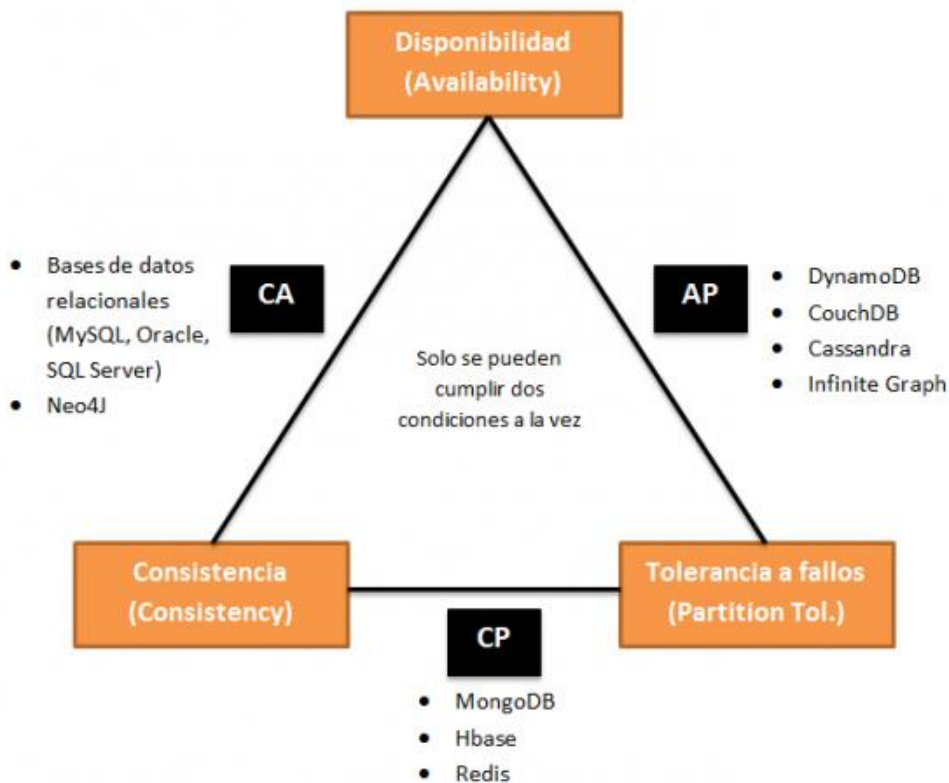 Disponibilidad
(Availability)
• Bases de datos
relacionales
(MySQL, Oracle,
SQL Server)
• Neo4J
CA
AP
• DynamoDB
• CouchDB
• Cassandra
• Infinite Graph
Solo se pueden
cumplir dos
condiciones a la vez
Consistencia
(Consistency)
Tolerancia a fallos
(Partition Tol.)
CP
• MongoDB
• Hbase
• Redis